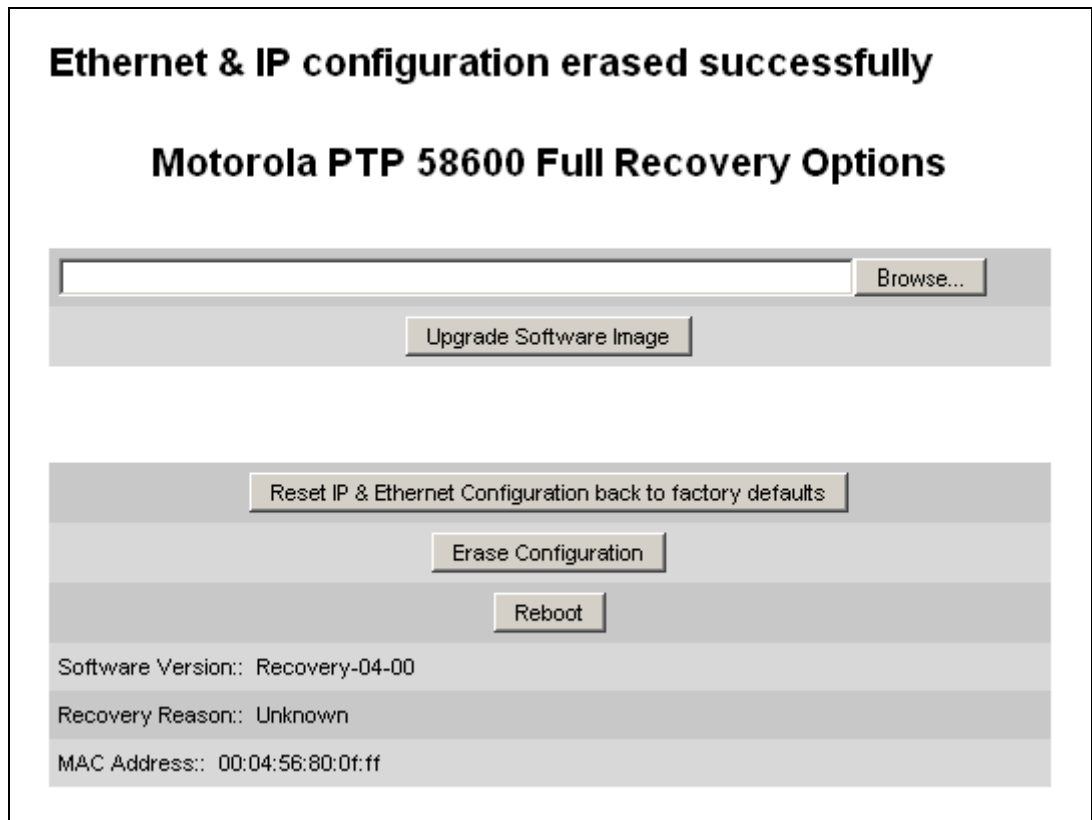 Ethernet & IP configuration erased successfully
Motorola PTP 58600 Full Recovery Options
Browse...
Upgrade Software Image
Reset IP & Ethernet Configuration back to factory defaults
Erase Configuration
Reboot
Software Version:: Recovery-04-00
Recovery Reason:: Unknown
MAC Address:: 00:04:56:80:0f:ff